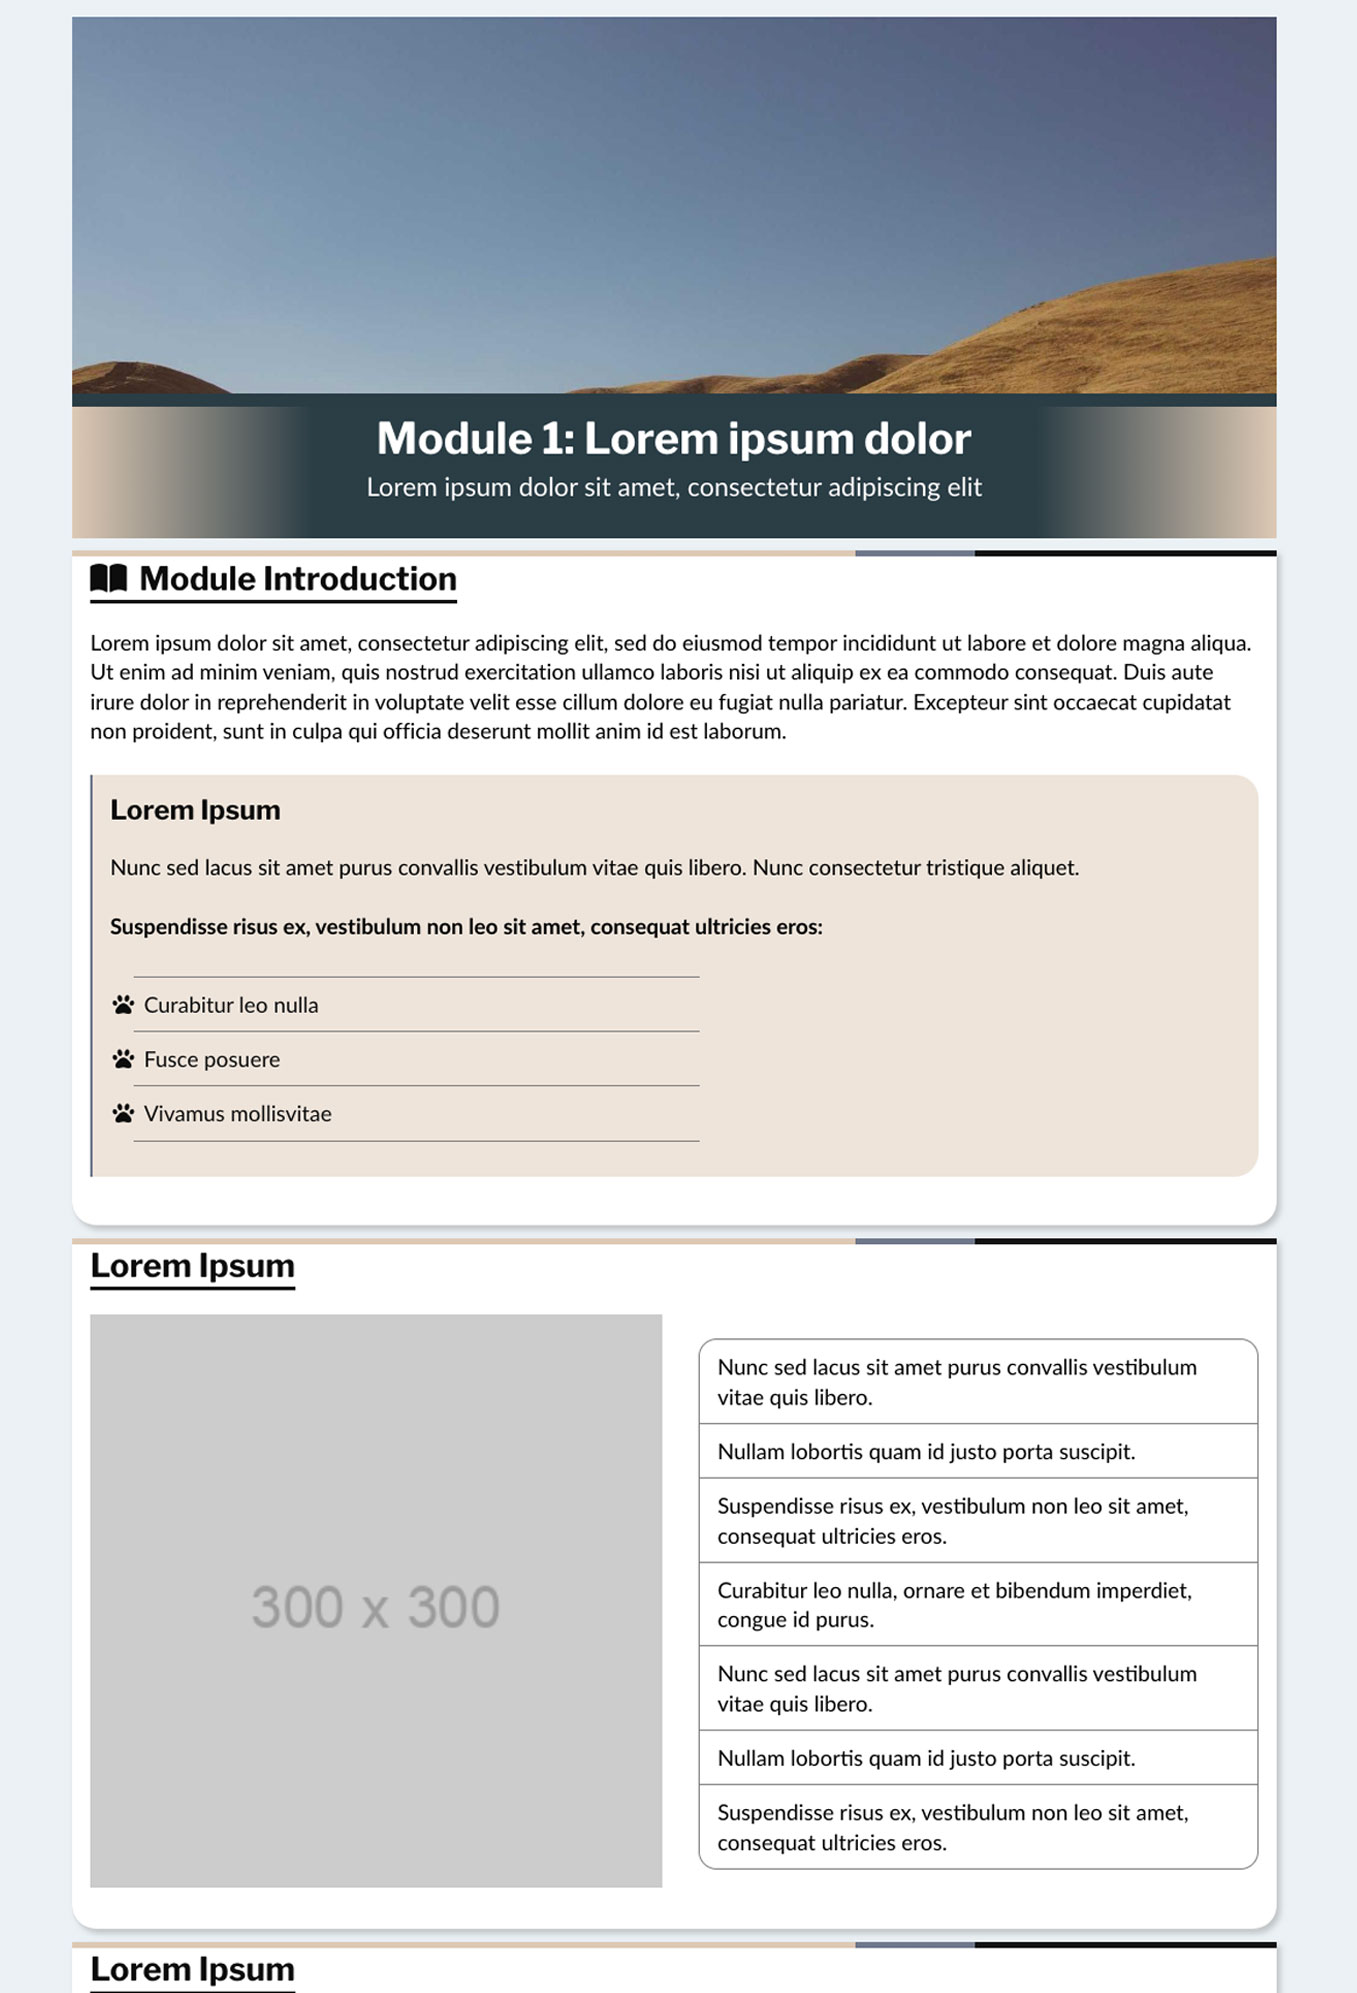 Module 1: Lorem ipsum dolor
Lorem ipsum dolor sit amet, consectetur adipiscing elit
Module Introduction
Lorem ipsum dolor sit amet, consectetur adipiscing elit, sed do eiusmod tempor incididunt ut labore et dolore magna aliqua.
Ut enim ad minim veniam, quis nostrud exercitation ullamco laboris nisi ut aliquip ex ea commodo consequat. Duis aute
irure dolor in reprehenderit in voluptate velit esse cillum dolore eu fugiat nulla pariatur. Excepteur sint occaecat cupidatat
non proident, sunt in culpa qui officia deserunt mollit anim id est laborum.
Lorem Ipsum
Nunc sed lacus sit amet purus convallis vestibulum vitae quis libero. Nunc consectetur tristique aliquet.
Suspendisse risus ex, vestibulum non leo sit amet, consequat ultricies eros:
Curabitur leo nulla
Fusce posuere
Vivamus mollisvitae
Lorem Ipsum
300 x 300
Nunc sed lacus sit amet purus convallis vestibulum
vitae quis libero.
Nullam lobortis quam id justo porta suscipit.
Suspendisse risus ex, vestibulum non leo sit amet,
consequat ultricies eros.
Curabitur leo nulla, ornare et bibendum imperdiet,
congue id purus.
Nunc sed lacus sit amet purus convallis vestibulum
vitae quis libero.
Nullam lobortis quam id justo porta suscipit.
Suspendisse risus ex, vestibulum non leo sit amet,
consequat ultricies eros.
Lorem Ipsum